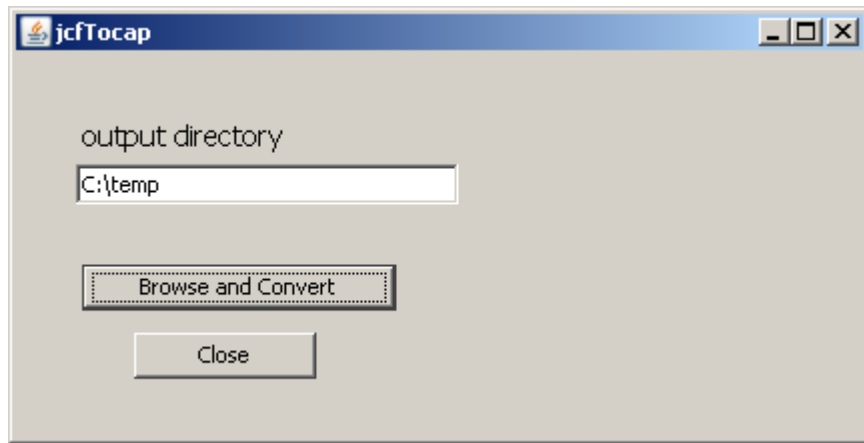 jcfTocap
output directory
C:\temp
Browse and Convert
Close